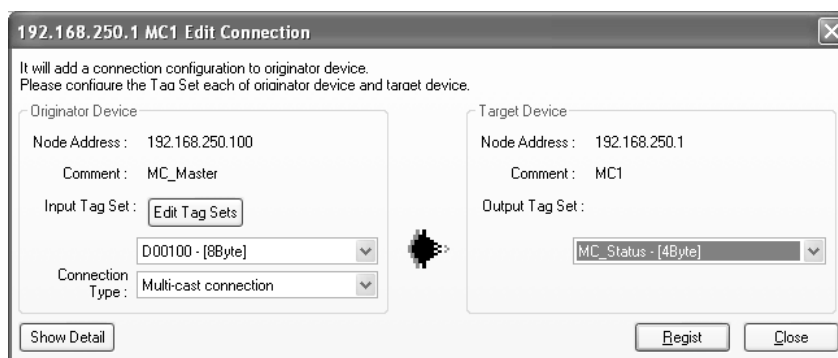 192.168.250.1 MC1 Edit Connection
It will add a connection configuration to originator device.
Please configure the Tag Set each of originator device and target device.
Originator Device
Node Address : 192.168.250.100
Comment : MC_Master
Input Tag Set : Edit Tag Sets
D00100 - [8Byte]
Connection Type : Multi-cast connection
Target Device
Node Address : 192.168.250.1
Comment : MC1
Output Tag Set :
MC_Status - [4Byte]
Show Detail
Regist
Close